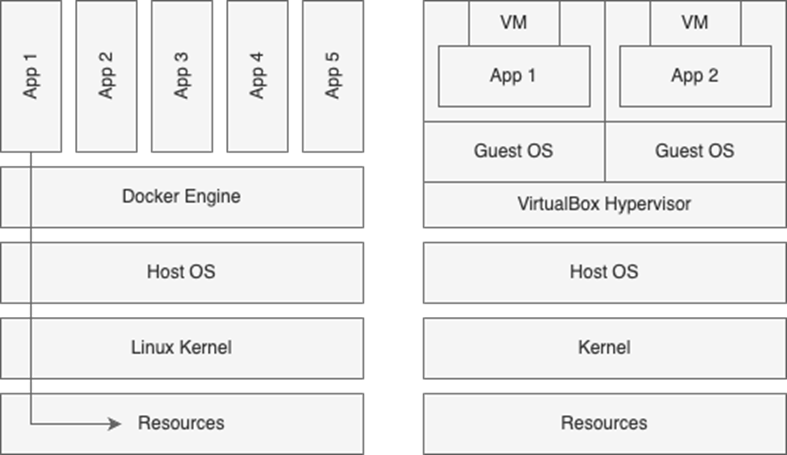 App 1
App 2
App 3
App 4
App 5
Docker Engine
Host OS
Linux Kernel
Resources
VM
VM
App 1
App 2
Guest OS
Guest OS
VirtualBox Hypervisor
Host OS
Kernel
Resources